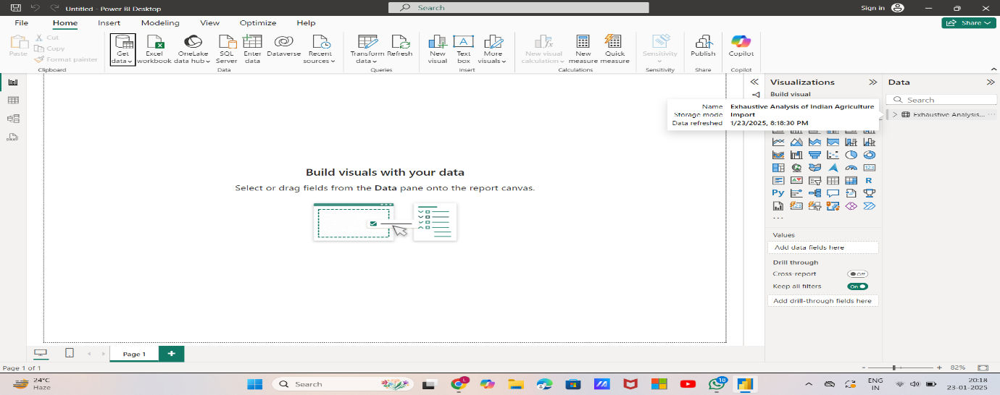 Untitled - Power BI Desktop
Search
Sign in
File Home Insert Modeling View Optimize Help
Share
Paste
Cut
Copy
Format painter
Clipboard
Get data
Excel workbook
OneLake data hub
SQL Server
Enter data
Dataverse
Recent sources
Data
Transform data
Refresh
Queries
New visual
Text box
More visuals
Insert
New visual calculation
New measure
Quick measure
Calculations
Sensitivity
Sensitivity
Publish
Share
Copilot
Copilot
Visualizations
Build visual
Data
Search
Exhaustive Analysis...
Name Exhaustive Analysis of Indian Agriculture
Storage mode Import
Data refreshed 1/23/2025, 8:18:30 PM
Build visuals with your data
Select or drag fields from the Data pane onto the report canvas.
123
R
Py
Values
Add data fields here
Drill through
Cross-report Off
Keep all filters On
Add drill-through fields here
Page 1
Page 1 of 1
82%
24°C
Haze
Search
L
18
ENG
IN
20:18
23-01-2025